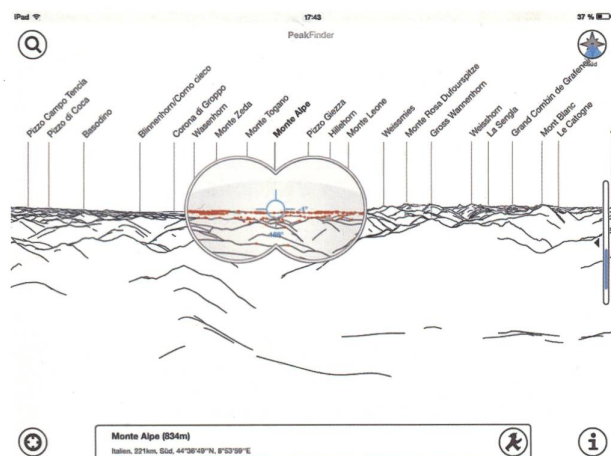 iPad
17:43
37 %
PeakFinder
Süd
Pizzo Campo Tencia
Pizzo di Coca
Basodino
Blinnenhorn/Corno cieco
Corona di Groppo
Wasenhorn
Monte Zeda
Monte Togano
Monte Alpe
Pizzo Giezza
Hillehorn
Monte Leone
Weissmies
Monte Rosa Dufourspitze
Gross Wannenhorn
Weisshorn
La Sengla
Grand Combin de Grafeneire
Mont Blanc
Le Catogne
Monte Alpe (834m)
Italien, 221km, Süd, 44°36'49"N, 8°53'59"E